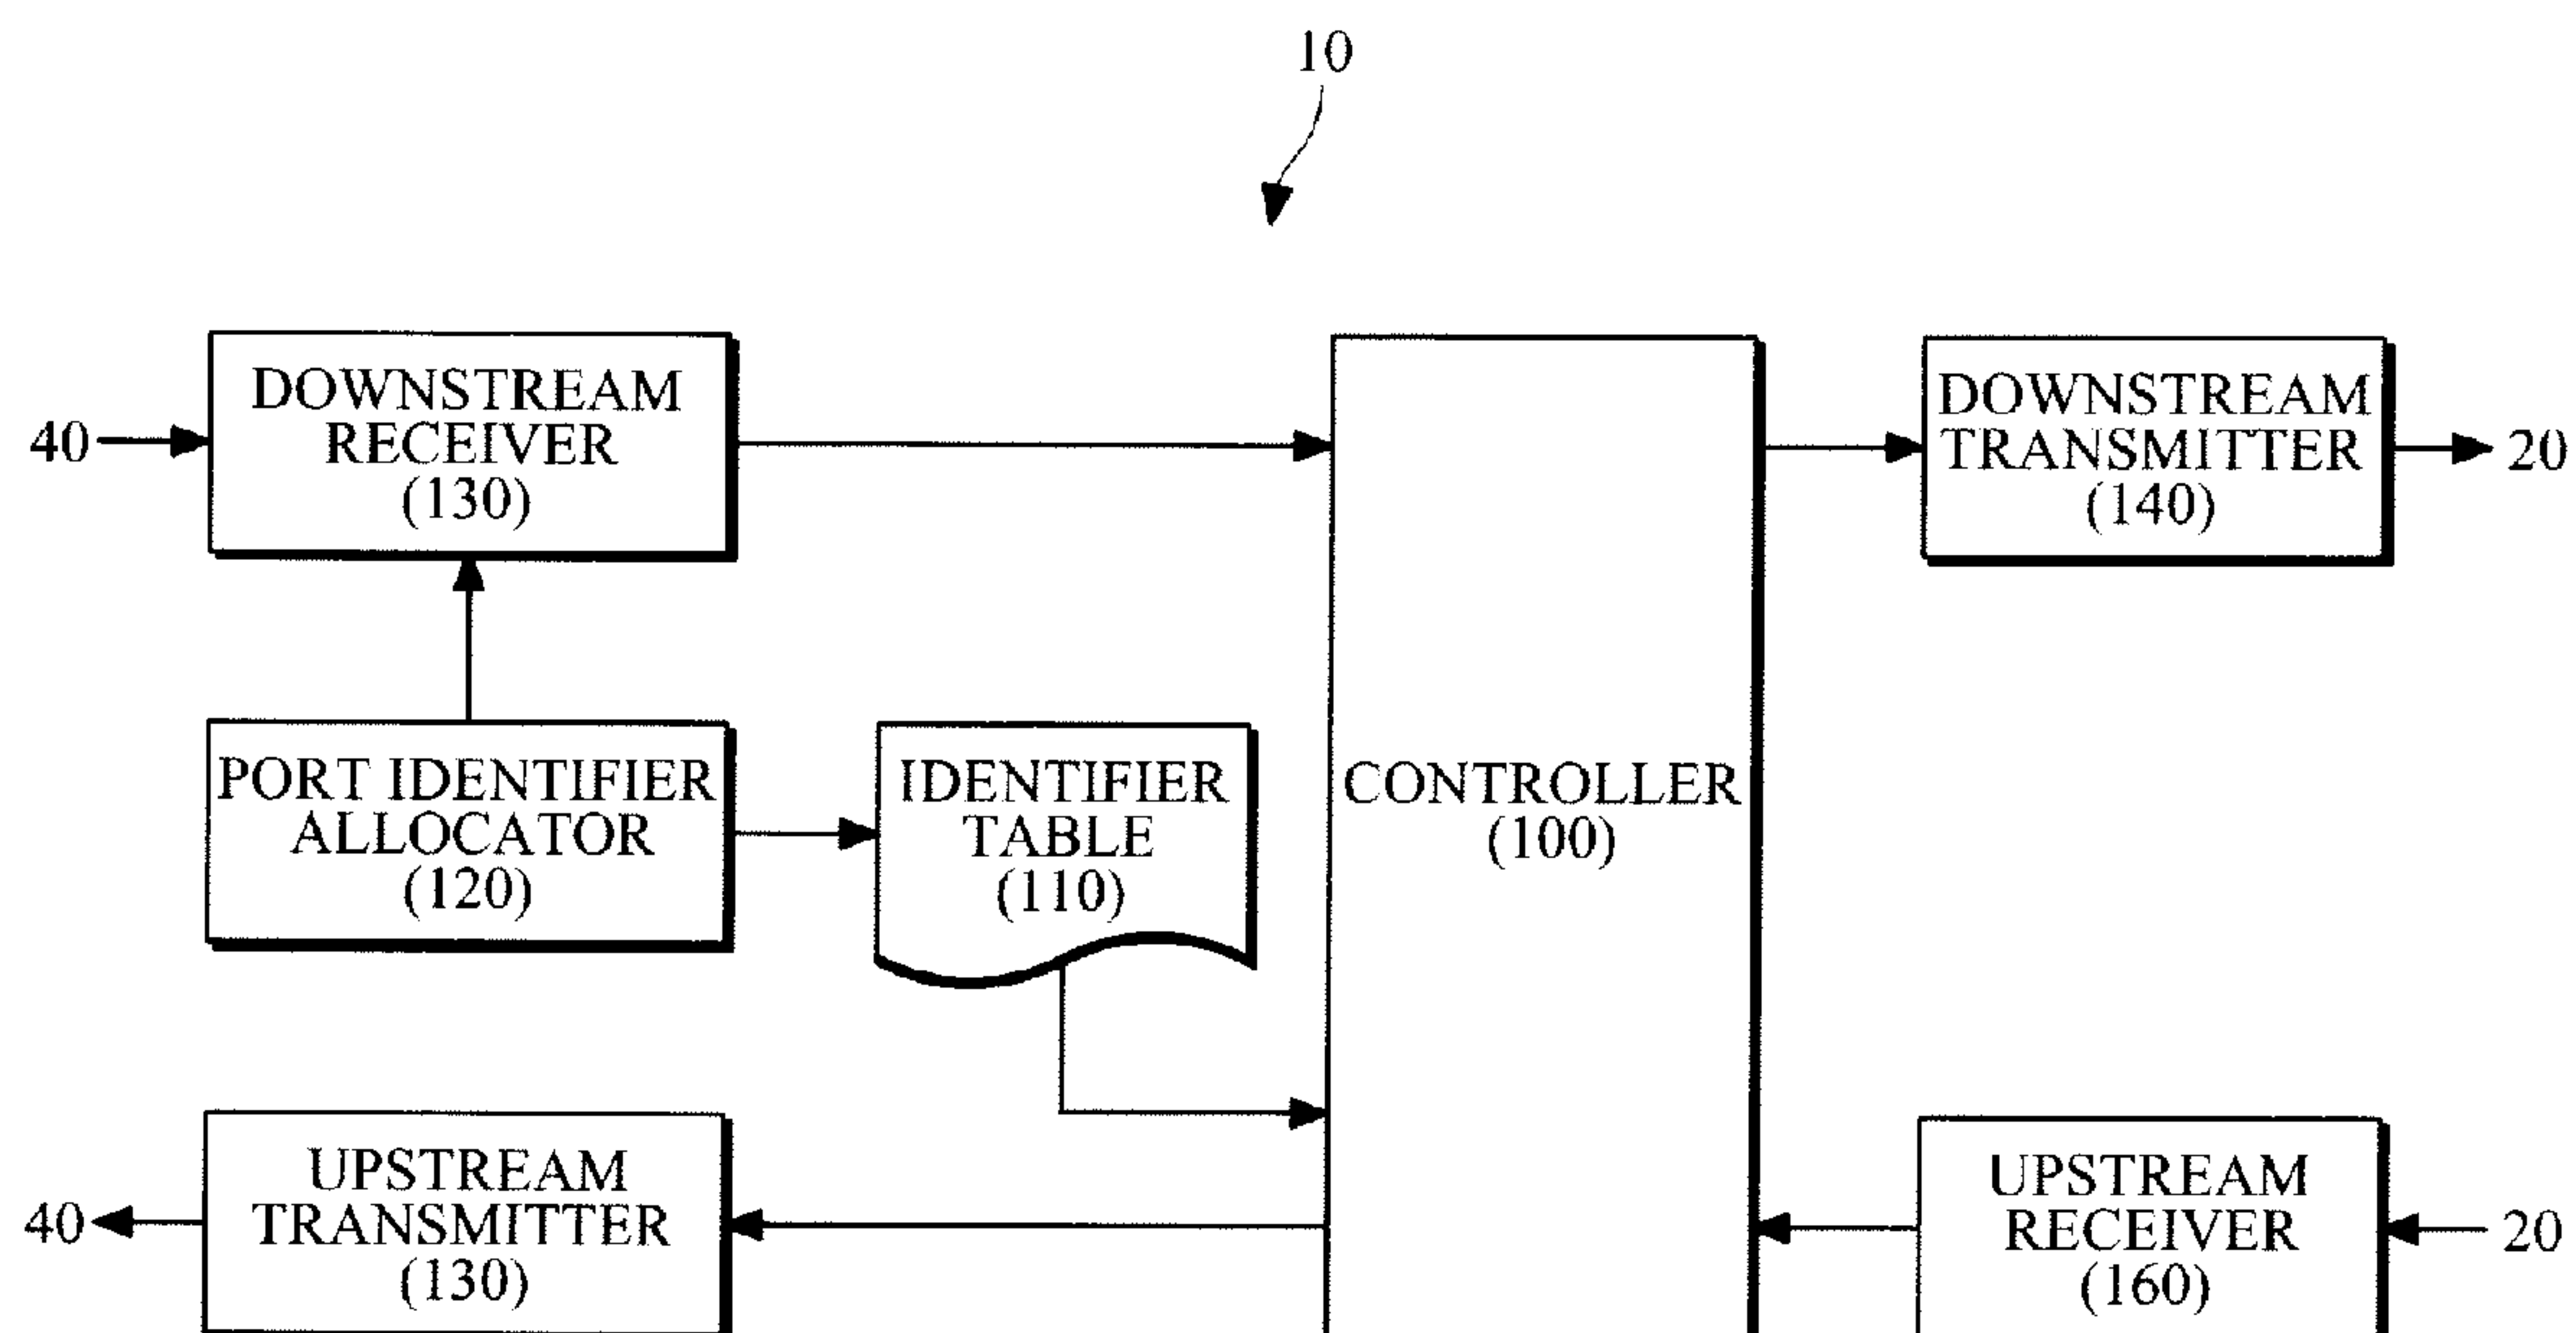 10
DOWNSTREAM
RECEIVER
(130)
40
DOWNSTREAM
TRANSMITTER
(140)
20
PORT IDENTIFIER
ALLOCATOR
(120)
IDENTIFIER
TABLE
(110)
CONTROLLER
(100)
40
UPSTREAM
TRANSMITTER
(130)
UPSTREAM
RECEIVER
(160)
20